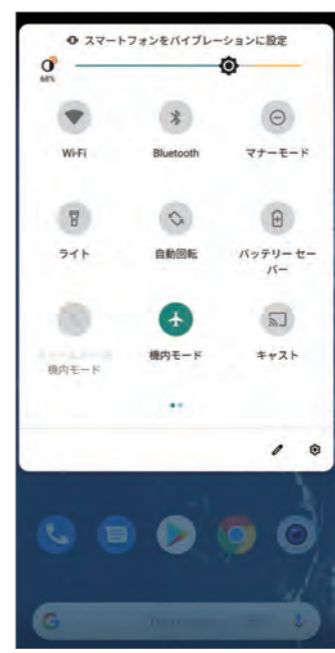 スマートフォンをバイブレーションに設定
68%
Wi-Fi
Bluetooth
マナーモード
ライト
自動回転
バッテリー セー
バー
機内モード
機内モード
キャスト
G